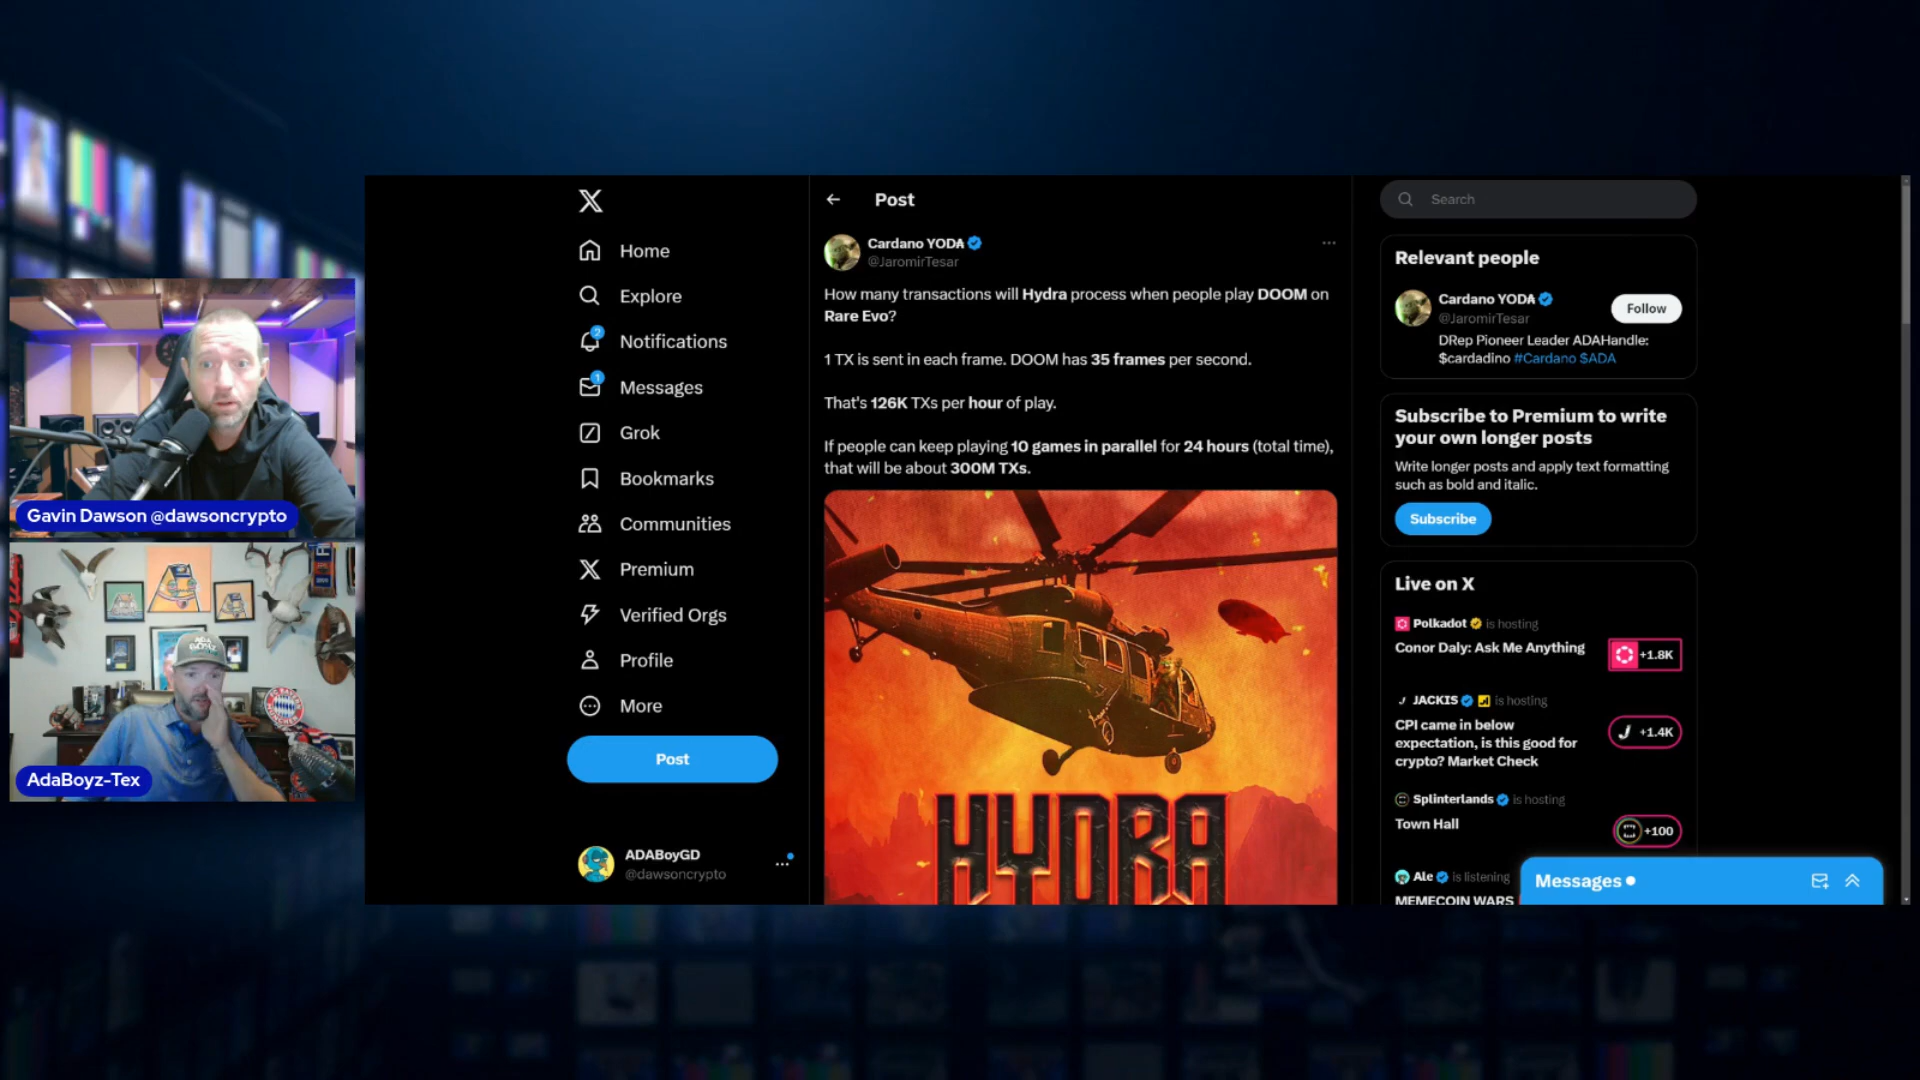 Home
Explore
2
Notifications
1
Messages
Grok
Bookmarks
Communities
Premium
Verified Orgs
Profile
More
Post
ADABoyGD
@dawsoncrypto
Post
Cardano YOD₳
@JaromirTesar
How many transactions will Hydra process when people play DOOM on
Rare Evo?
1 TX is sent in each frame. DOOM has 35 frames per second.
That's 126K TXs per hour of play.
If people can keep playing 10 games in parallel for 24 hours (total time),
that will be about 300M TXs.
HYDRA
Search
Relevant people
Cardano YOD₳
@JaromirTesar
Follow
DRep Pioneer Leader ADAHandle:
$cardadino #Cardano $ADA
Subscribe to Premium to write
your own longer posts
Write longer posts and apply text formatting
such as bold and italic.
Subscribe
Live on X
Polkadot is hosting
Conor Daly: Ask Me Anything
+1.8K
JACKIS is hosting
CPI came in below
expectation, is this good for
crypto? Market Check
+1.4K
Splinterlands is hosting
Town Hall
+100
Ale is listening
MEMECOIN WARS
Messages
Gavin Dawson @dawsoncrypto
AdaBoyz-Tex